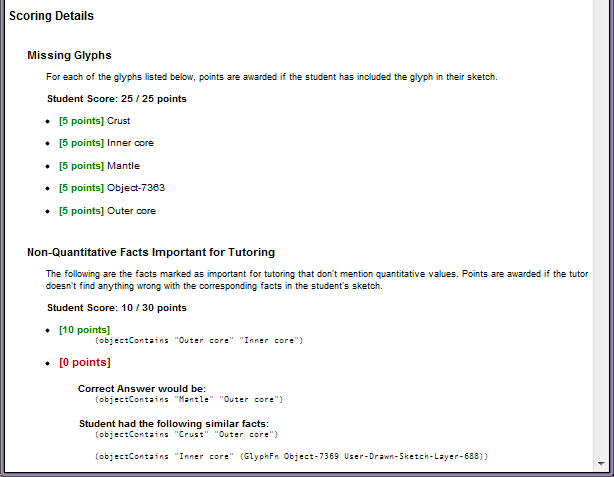 Scoring Details
Missing Glyphs
For each of the glyphs listed below, points are awarded if the student has included the glyph in their sketch.
Student Score: 25 / 25 points
• [5 points] Crust
• [5 points] Inner core
• [5 points] Mantle
• [5 points] Object-7363
• [5 points] Outer core
Non-Quantitative Facts Important for Tutoring
The following are the facts marked as important for tutoring that don't mention quantitative values. Points are awarded if the tutor
doesn't find anything wrong with the corresponding facts in the student's sketch.
Student Score: 10 / 30 points
• [10 points]
(objectContains "Outer core" "Inner core")
• [0 points]
Correct Answer would be:
(objectContains "Mantle" "Outer core")
Student had the following similar facts:
(objectContains "Crust" "Outer core")
(objectContains "Inner core" (GlyphFn Object-7369 User-Drawn-Sketch-Layer-688))